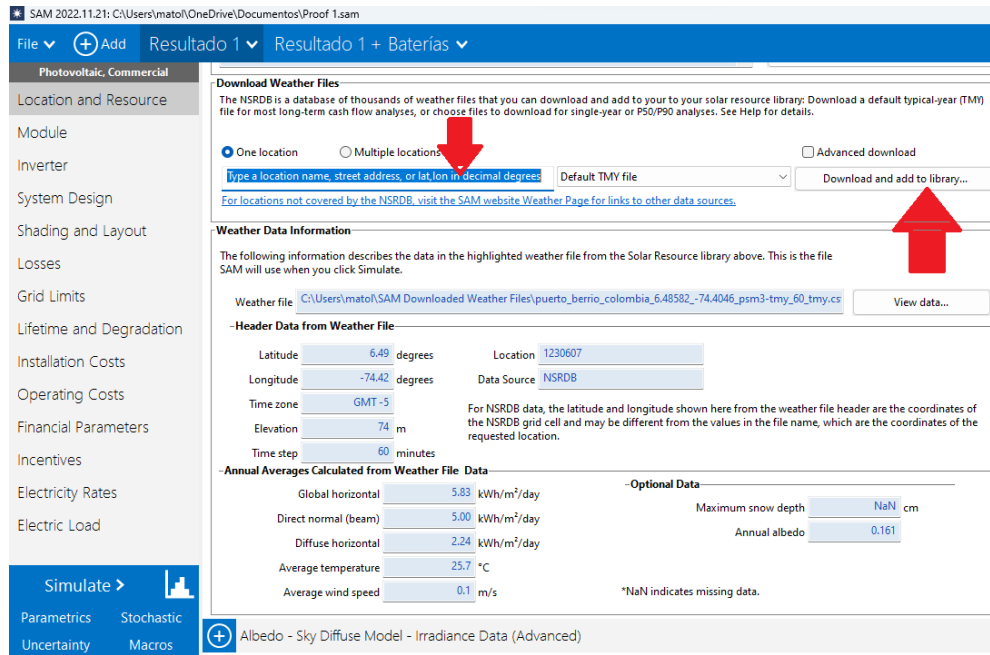 SAM 2022.11.21: C:\Users\matol\OneDrive\Documentos\Proof 1.sam
File Add Resultado 1 Resultado 1 + Baterías
Photovoltaic, Commercial
Location and Resource
Module
Inverter
System Design
Shading and Layout
Losses
Grid Limits
Lifetime and Degradation
Installation Costs
Operating Costs
Financial Parameters
Incentives
Electricity Rates
Electric Load
Simulate >
Parametrics Stochastic
Uncertainty Macros
Download Weather Files
The NSRDB is a database of thousands of weather files that you can download and add to your to your solar resource library: Download a default typical-year (TMY)
file for most long-term cash flow analyses, or choose files to download for single-year or P50/P90 analyses. See Help for details.
One location Multiple locations Advanced download
Type a location name, street address, or lat,lon in decimal degrees Default TMY file Download and add to library...
For locations not covered by the NSRDB, visit the SAM website Weather Page for links to other data sources.
Weather Data Information
The following information describes the data in the highlighted weather file from the Solar Resource library above. This is the file
SAM will use when you click Simulate.
Weather file C:\Users\matol\SAM Downloaded Weather Files\puerto_berrio_colombia_6.48582_-74.4046_psm3-tmy_60_tmy.cs View data...
Header Data from Weather File
Latitude 6.49 degrees Location 1230607
Longitude -74.42 degrees Data Source NSRDB
Time zone GMT -5
Elevation 74 m
Time step 60 minutes
For NSRDB data, the latitude and longitude shown here from the weather file header are the coordinates of
the NSRDB grid cell and may be different from the values in the file name, which are the coordinates of the
requested location.
Annual Averages Calculated from Weather File Data
Global horizontal 5.83 kWh/m²/day
Direct normal (beam) 5.00 kWh/m²/day
Diffuse horizontal 2.24 kWh/m²/day
Average temperature 25.7 °C
Average wind speed 0.1 m/s
Optional Data
Maximum snow depth NaN cm
Annual albedo 0.161
*NaN indicates missing data.
Albedo - Sky Diffuse Model - Irradiance Data (Advanced)